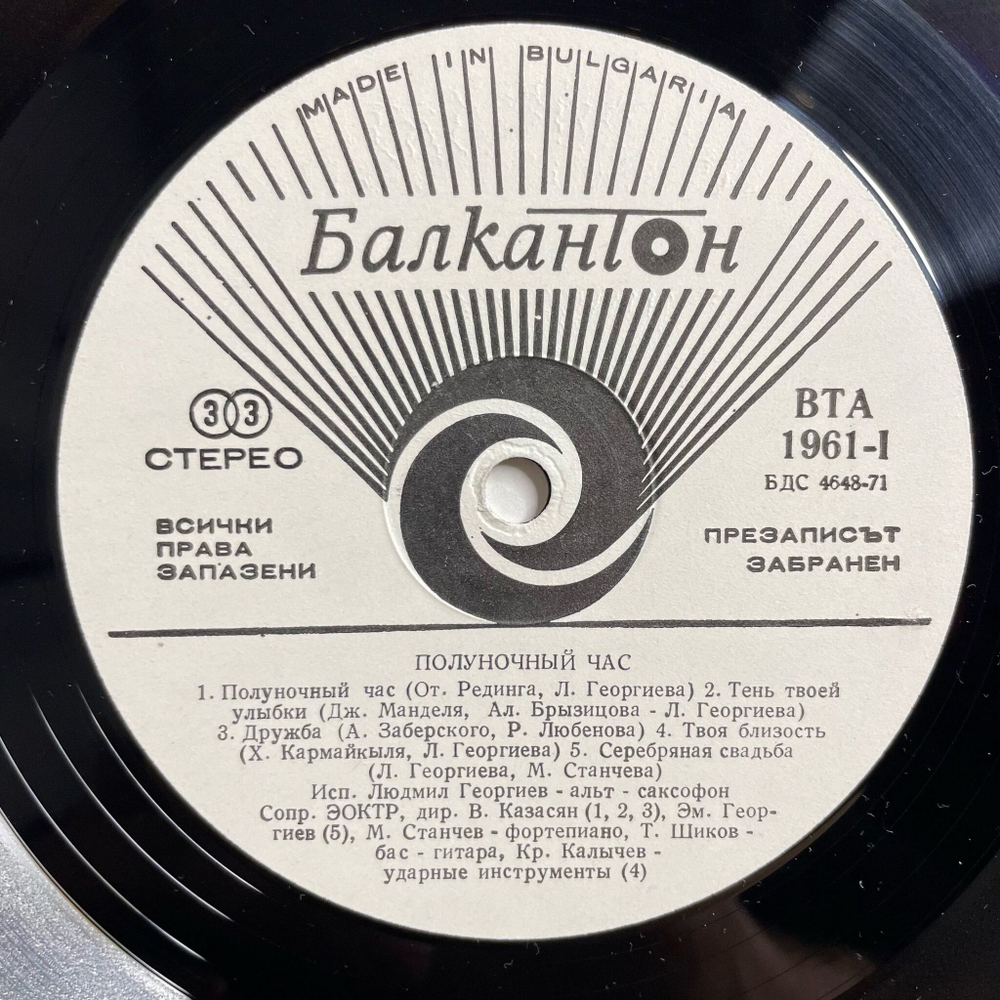 MADE IN BULGARIA
БалканТон
33
СТЕРЕО
ВСИЧКИ
ПРАВА
ЗАПАЗЕНИ
ВТА
1961-I
БДС 4648-71
ПРЕЗАПИСЪТ
ЗАБРАНЕН
ПОЛУНОЧНЫЙ ЧАС
1. Полуночный час (От. Рединга, Л. Георгиева) 2. Тень твоей
улыбки (Дж. Манделя, Ал. Брызицова - Л. Георгиева)
3. Дружба (А. Заберского, Р. Любенова) 4. Твоя близость
(Х. Кармайкыля, Л. Георгиева) 5. Серебряная свадьба
(Л. Георгиева, М. Станчева)
Исп. Людмил Георгиев - альт - саксофон
Сопр. ЭОКТР, дир. В. Казасян (1, 2, 3), Эм. Геор-
гиев (5), М. Станчев - фортепиано, Т. Шиков -
бас - гитара, Кр. Калычев -
ударные инструменты (4)